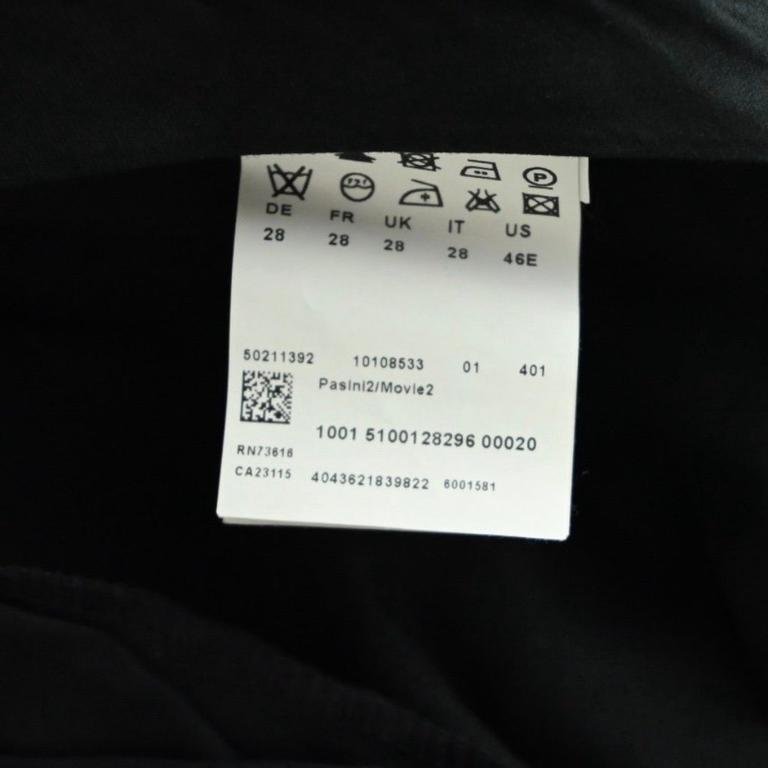 DE FR UK IT US
28 28 28 28 46E
50211392 10108533 01 401
Pasini2/Movie2
1001 5100128296 00020
RN73616
CA23115 4043621839822 6001581